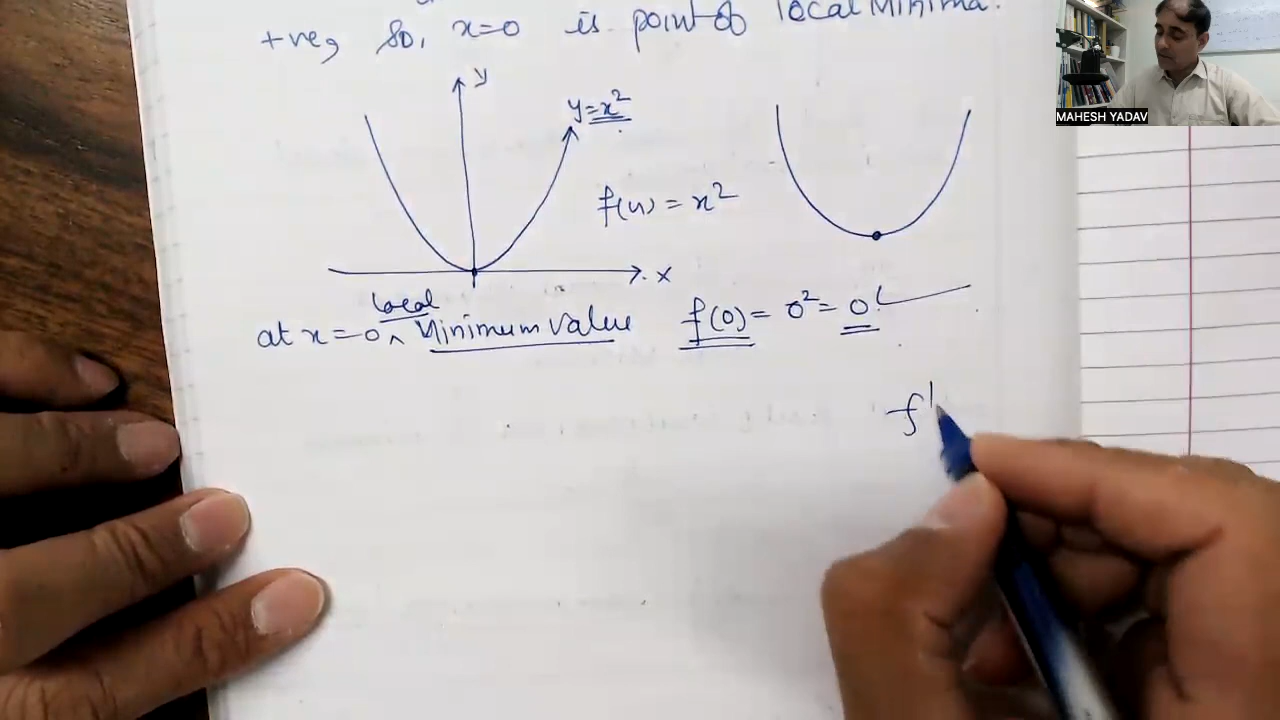 +ve, So, x=0 is point of local Minima.
MAHESH YADAV
y
y=x²
f(x) = x²
x
local
at x=0 ^ Minimum value f(0) = 0² = 0
f'